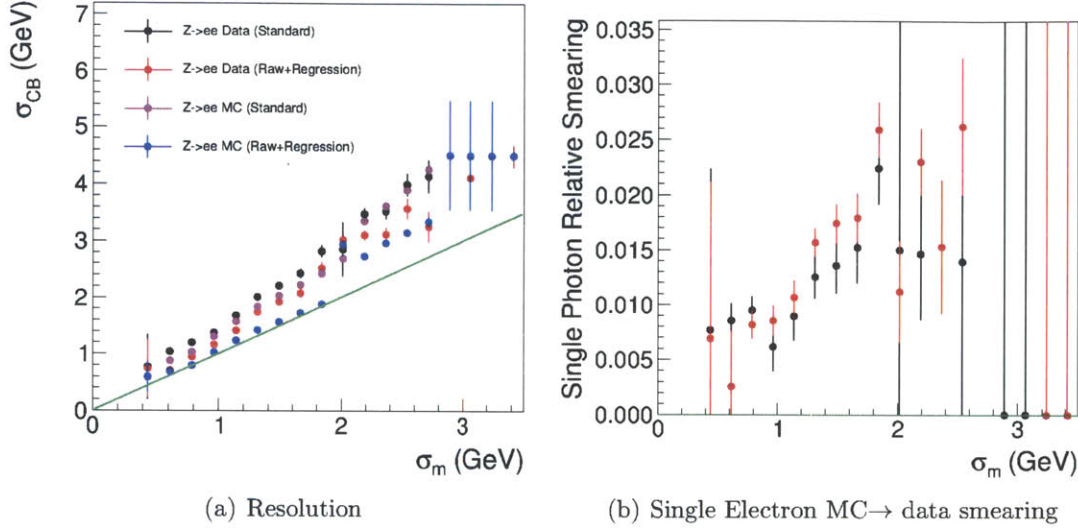 σ_CB (GeV)
7
6
5
4
3
2
1
0
Z->ee Data (Standard)
Z->ee Data (Raw+Regression)
Z->ee MC (Standard)
Z->ee MC (Raw+Regression)
0 1 2 3
σ_m (GeV)
(a) Resolution
Single Photon Relative Smearing
0.035
0.030
0.025
0.020
0.015
0.010
0.005
0.000
0 1 2 3
σ_m (GeV)
(b) Single Electron MC→ data smearing